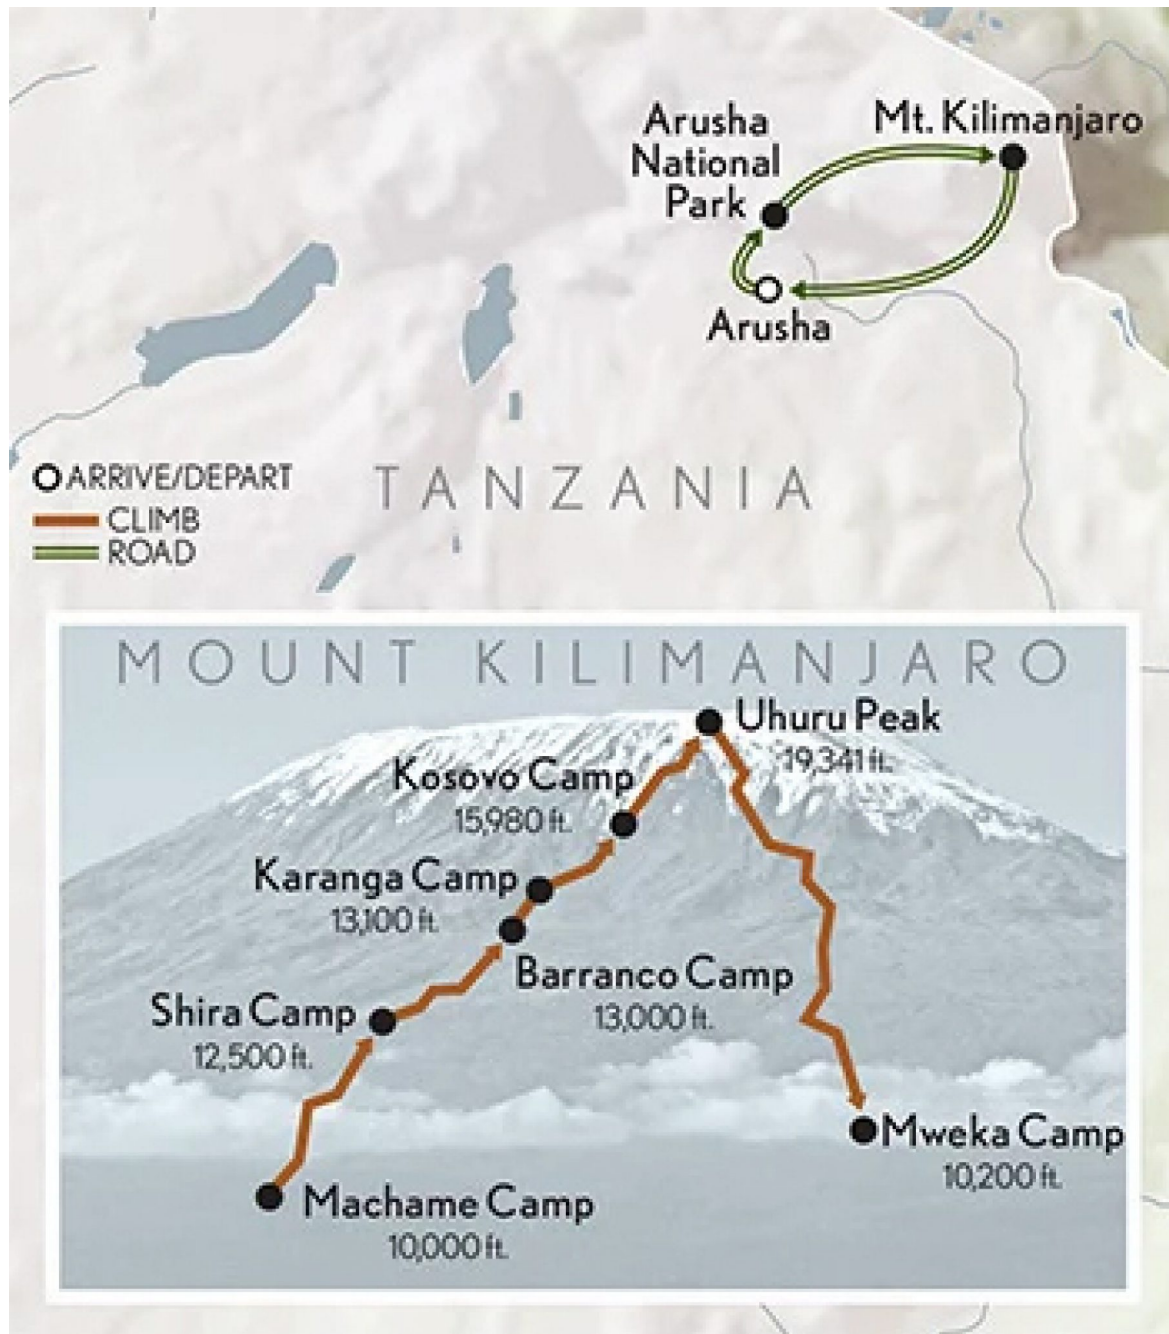 Arusha
National
Park
Mt. Kilimanjaro
Arusha
ARRIVE/DEPART
CLIMB
ROAD
TANZANIA
MOUNT KILIMANJARO
Uhuru Peak
19,341 ft.
Kosovo Camp
15,980 ft.
Karanga Camp
13,100 ft.
Barranco Camp
13,000 ft.
Shira Camp
12,500 ft.
Mweka Camp
10,200 ft.
Machame Camp
10,000 ft.